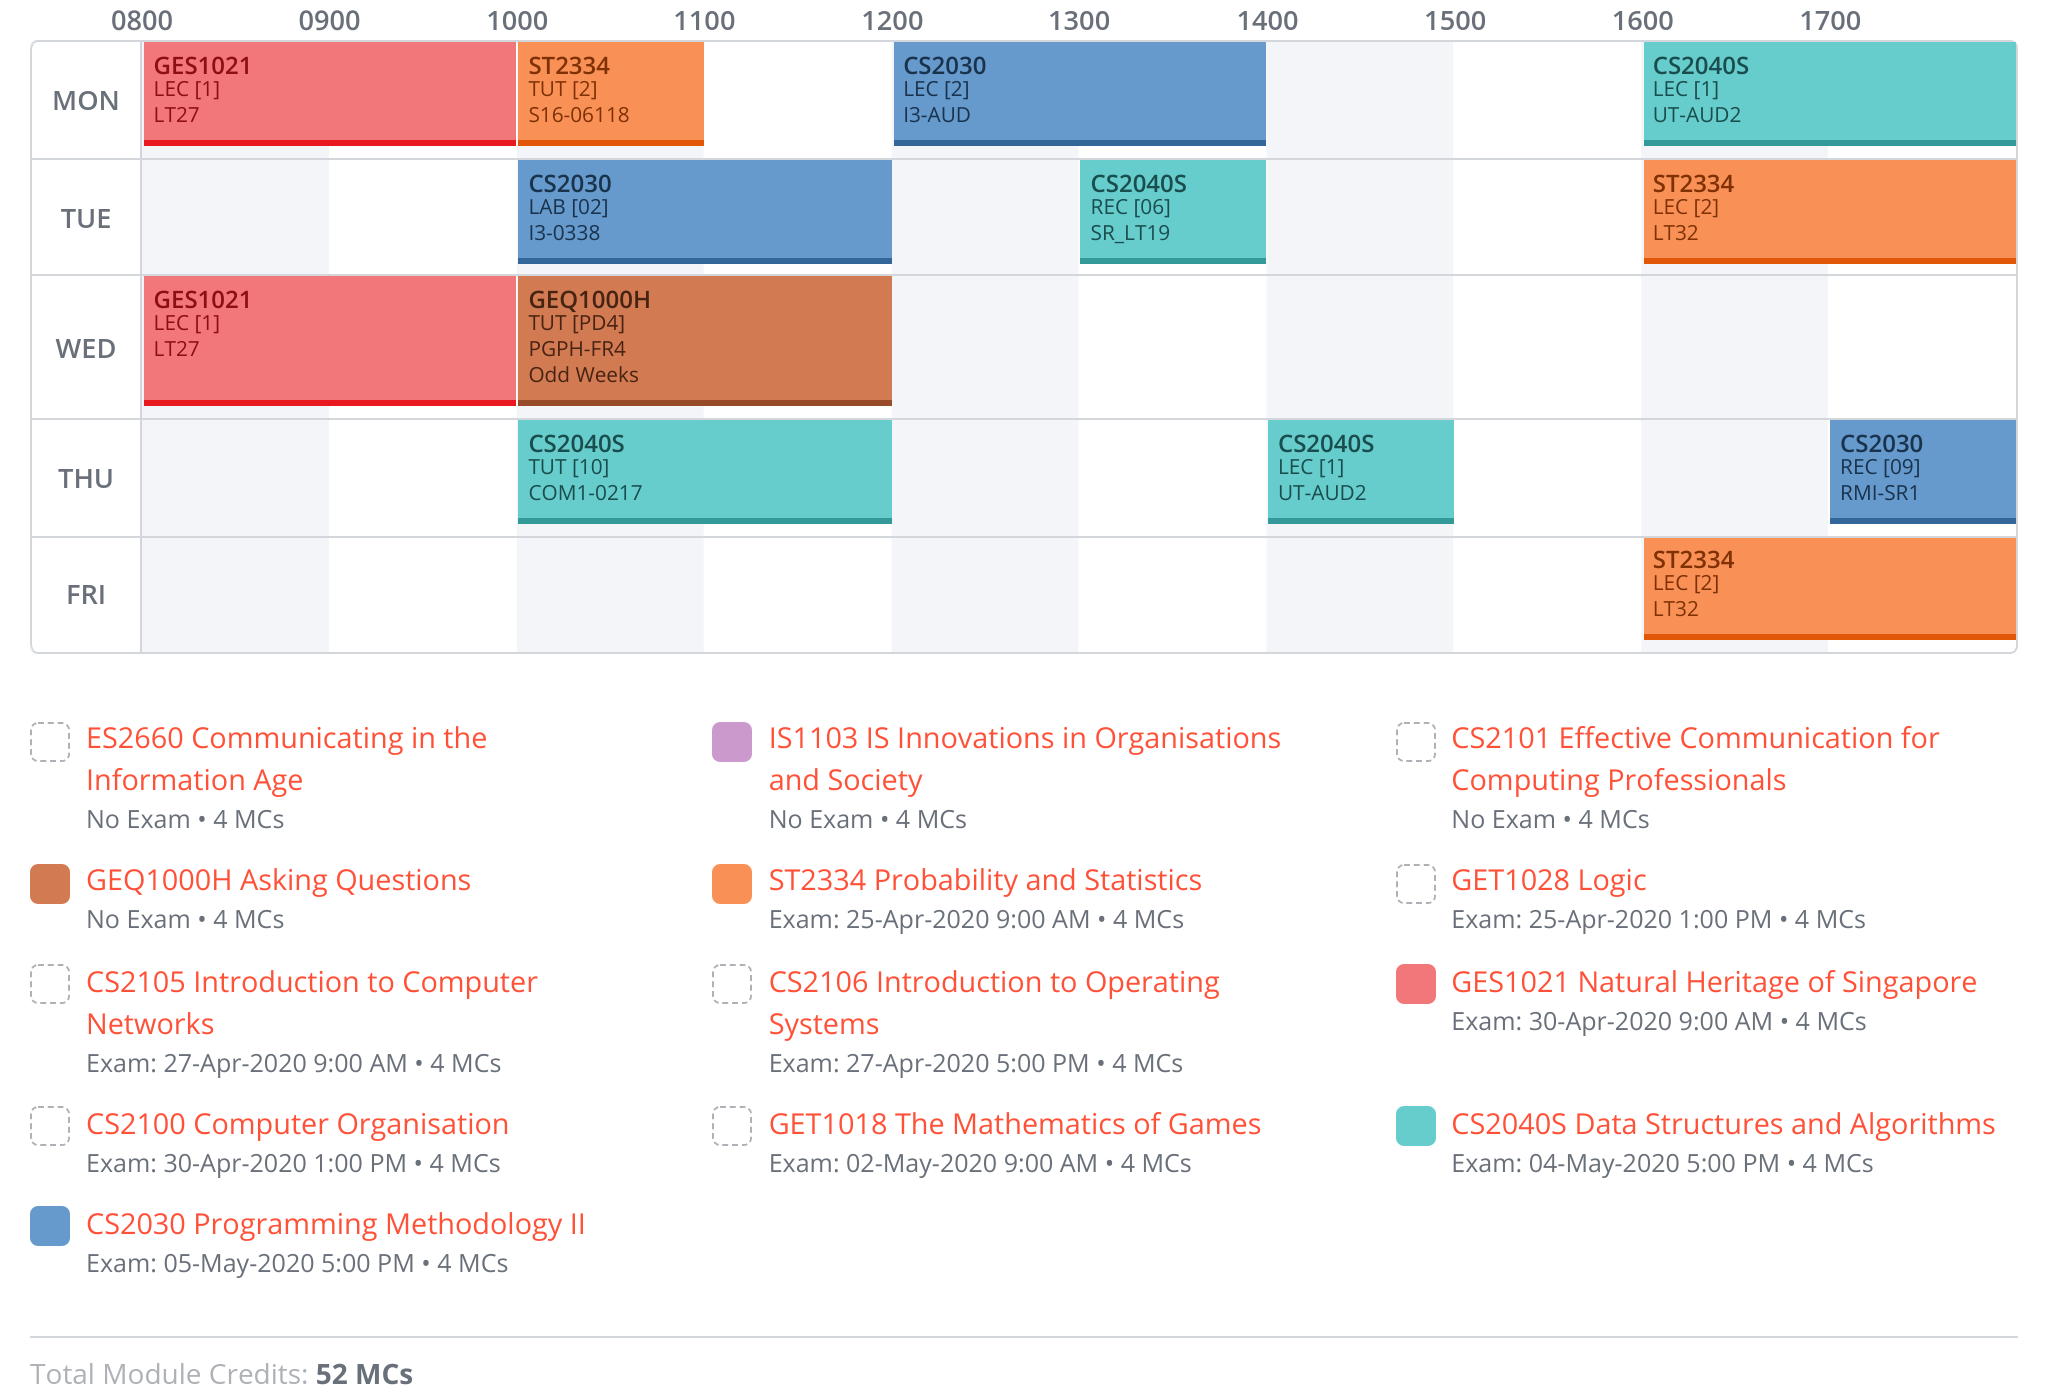 0800 0900 1000 1100 1200 1300 1400 1500 1600 1700
MON
GES1021
LEC [1]
LT27
ST2334
TUT [2]
S16-06118
CS2030
LEC [2]
I3-AUD
CS2040S
LEC [1]
UT-AUD2
TUE
CS2030
LAB [02]
I3-0338
CS2040S
REC [06]
SR_LT19
ST2334
LEC [2]
LT32
WED
GES1021
LEC [1]
LT27
GEQ1000H
TUT [PD4]
PGPH-FR4
Odd Weeks
THU
CS2040S
TUT [10]
COM1-0217
CS2040S
LEC [1]
UT-AUD2
CS2030
REC [09]
RMI-SR1
FRI
ST2334
LEC [2]
LT32
ES2660 Communicating in the
Information Age
No Exam • 4 MCs
IS1103 IS Innovations in Organisations
and Society
No Exam • 4 MCs
CS2101 Effective Communication for
Computing Professionals
No Exam • 4 MCs
GEQ1000H Asking Questions
No Exam • 4 MCs
ST2334 Probability and Statistics
Exam: 25-Apr-2020 9:00 AM • 4 MCs
GET1028 Logic
Exam: 25-Apr-2020 1:00 PM • 4 MCs
CS2105 Introduction to Computer
Networks
Exam: 27-Apr-2020 9:00 AM • 4 MCs
CS2106 Introduction to Operating
Systems
Exam: 27-Apr-2020 5:00 PM • 4 MCs
GES1021 Natural Heritage of Singapore
Exam: 30-Apr-2020 9:00 AM • 4 MCs
CS2100 Computer Organisation
Exam: 30-Apr-2020 1:00 PM • 4 MCs
GET1018 The Mathematics of Games
Exam: 02-May-2020 9:00 AM • 4 MCs
CS2040S Data Structures and Algorithms
Exam: 04-May-2020 5:00 PM • 4 MCs
CS2030 Programming Methodology II
Exam: 05-May-2020 5:00 PM • 4 MCs
Total Module Credits: 52 MCs